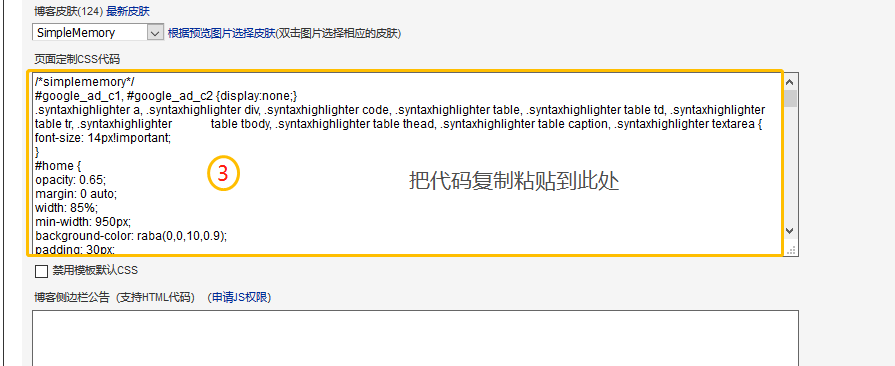 博客皮肤(124) 最新皮肤
SimpleMemory 根据预览图片选择皮肤(双击图片选择相应的皮肤)
页面定制CSS代码
/*simplememory*/
#google_ad_c1, #google_ad_c2 {display:none;}
.syntaxhighlighter a, .syntaxhighlighter div, .syntaxhighlighter code, .syntaxhighlighter table, .syntaxhighlighter table td, .syntaxhighlighter
table tr, .syntaxhighlighter table tbody, .syntaxhighlighter table thead, .syntaxhighlighter table caption, .syntaxhighlighter textarea {
font-size: 14px!important;
}
#home {
opacity: 0.65;
3 把代码复制粘贴到此处
margin: 0 auto;
width: 85%;
min-width: 950px;
background-color: raba(0,0,10,0.9);
padding: 30px;
禁用模板默认CSS
博客侧边栏公告 (支持HTML代码) (申请JS权限)